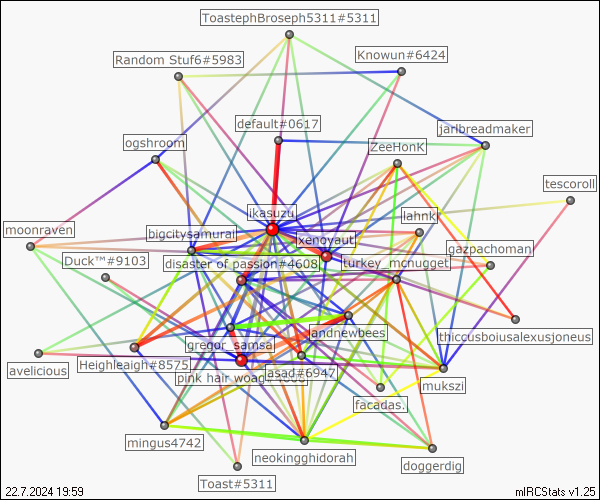 ToastephBroseph5311#5311
Knowun#6424
Random Stuf6#5983
default#0617
jarlbreadmaker
ogshroom
ZeeHonK
tescoroll
ikasuzu
lahnk
moonraven
bigcitysamurai
xenoyaut
gazpachoman
Duck™#9103
disaster of passion#4608
turkey_mcnugget
landnewbees
thiccusboiusalexusjoneus
gregor_samsa
avelicious
Heighleaigh#8575
asad#6947
mukszi
pink hair woag
facadas.
mingus4742
neokingghidorah
doggerdig
Toast#5311
22.7.2024 19:59
mIRCStats v1.25